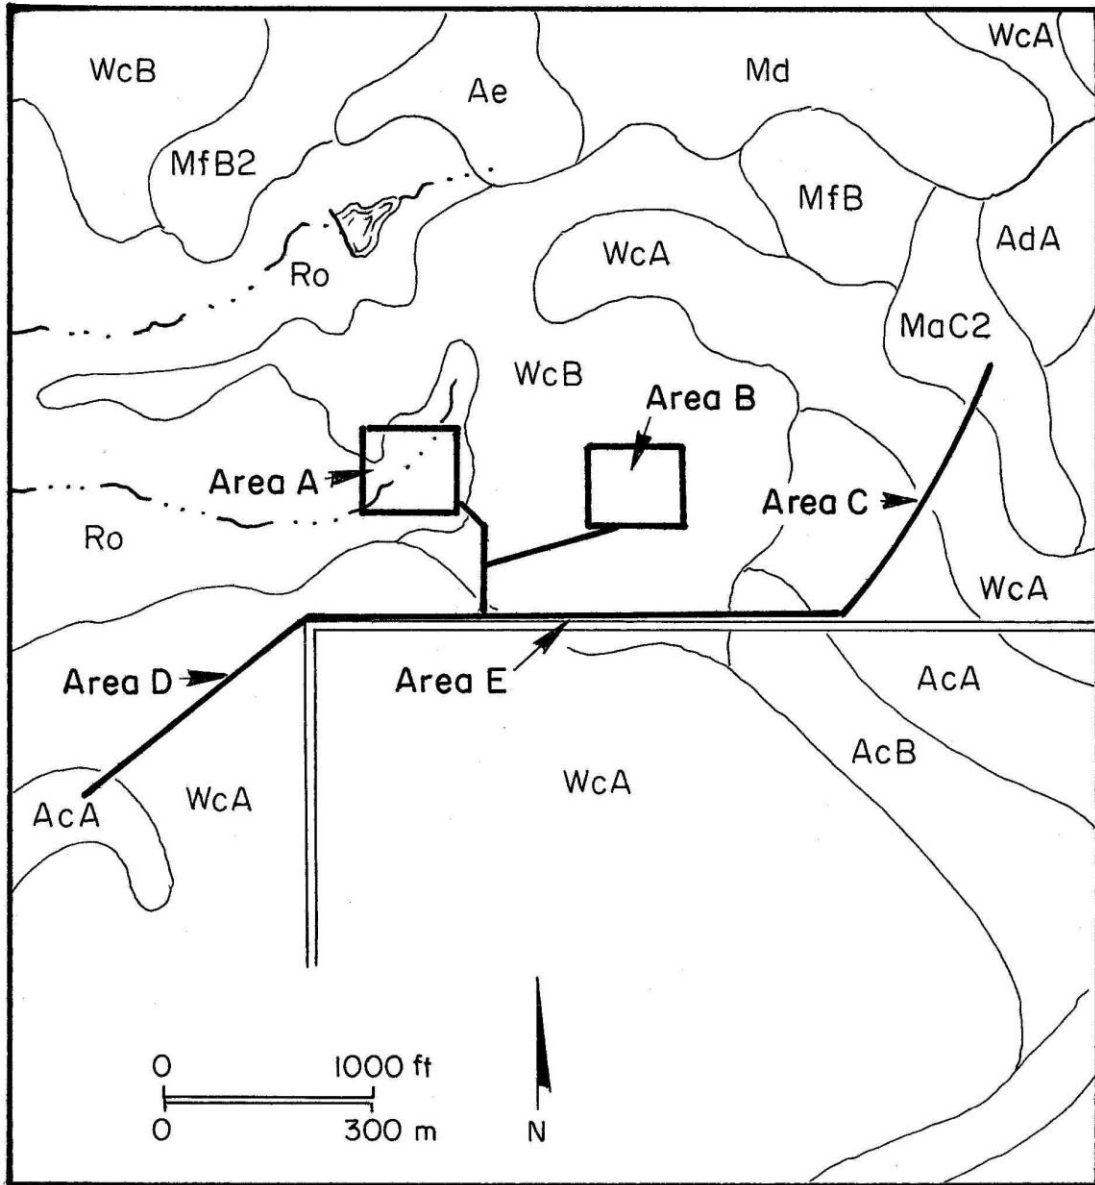 WcA
WcB
Ae
Md
MfB2
MfB
AdA
WcA
Ro
MaC2
WcB
Area B
Area A
Area C
Ro
WcA
Area D
Area E
AcA
AcB
WcA
WcA
AcA
0 1000 ft
0 300 m
N